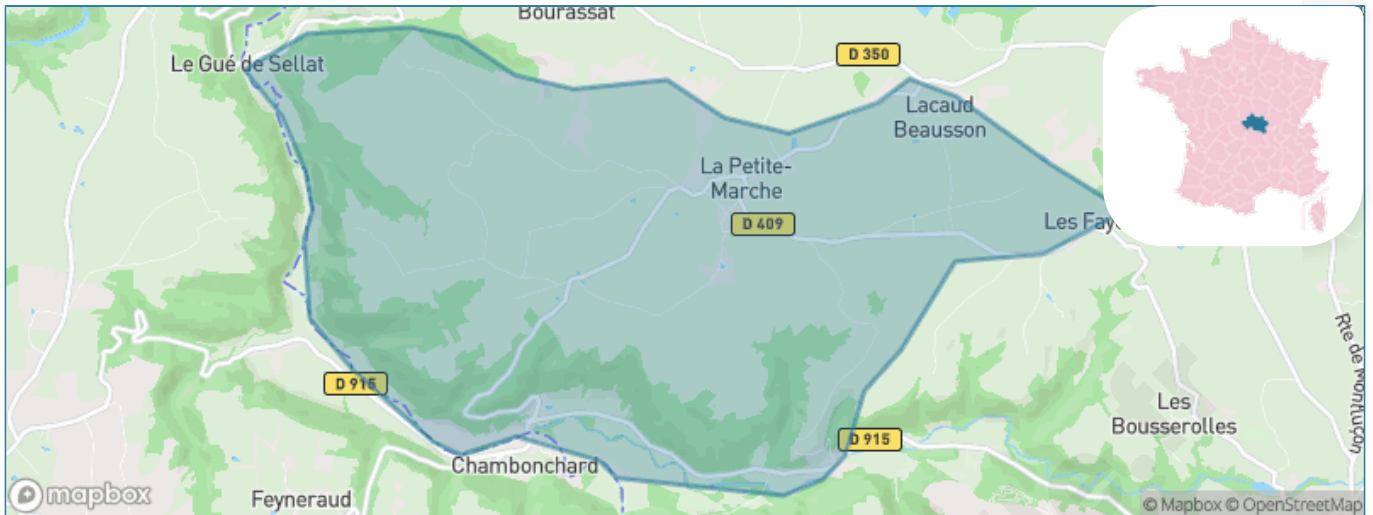 Bourassat
D 350
Le Gué de Sellat
Lacaud
Beausson
La Petite-
Marche
D 409
Les Faye
Rte de Montluçon
D 915
Les
Bousserolles
D 915
Chambonchard
Feyneraud
mapbox
© Mapbox © OpenStreetMap